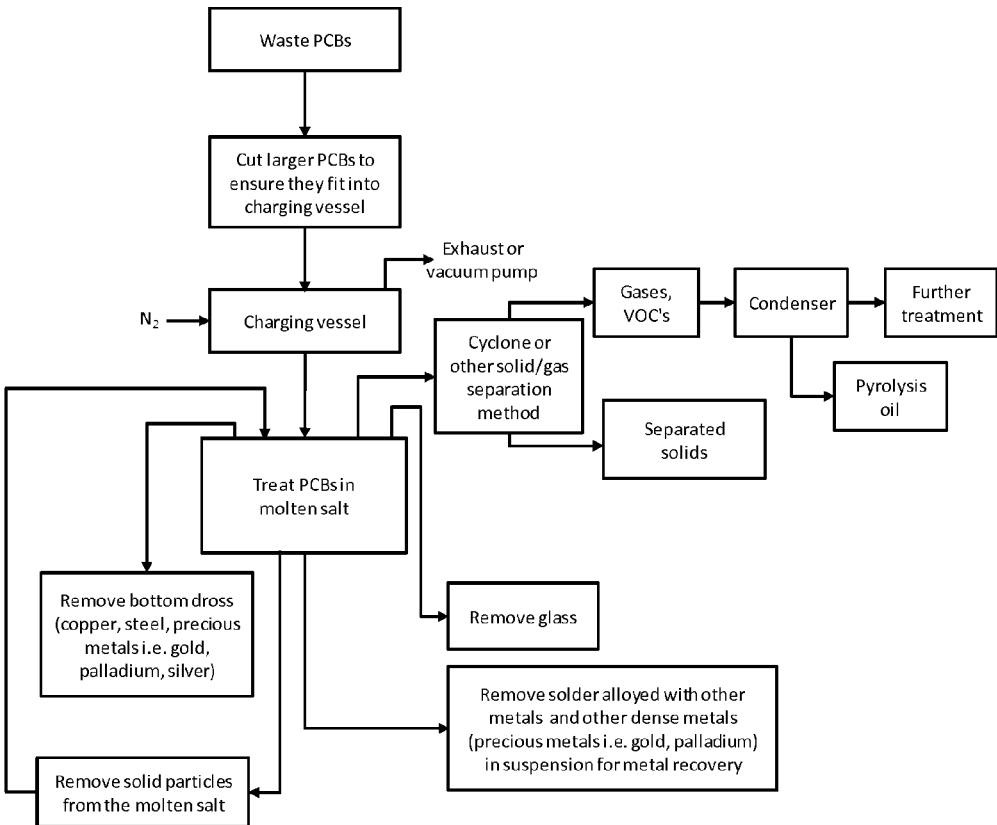 Waste PCBs
Cut larger PCBs to
ensure they fit into
charging vessel
Exhaust or
vacuum pump
N₂
Charging vessel
Gases,
VOC's
Condenser
Further
treatment
Cyclone or
other solid/gas
separation
method
Pyrolysis
oil
Separated
solids
Treat PCBs in
molten salt
Remove bottom dross
(copper, steel, precious
metals i.e. gold,
palladium, silver)
Remove glass
Remove solder alloyed with other
metals and other dense metals
(precious metals i.e. gold, palladium)
in suspension for metal recovery
Remove solid particles
from the molten salt